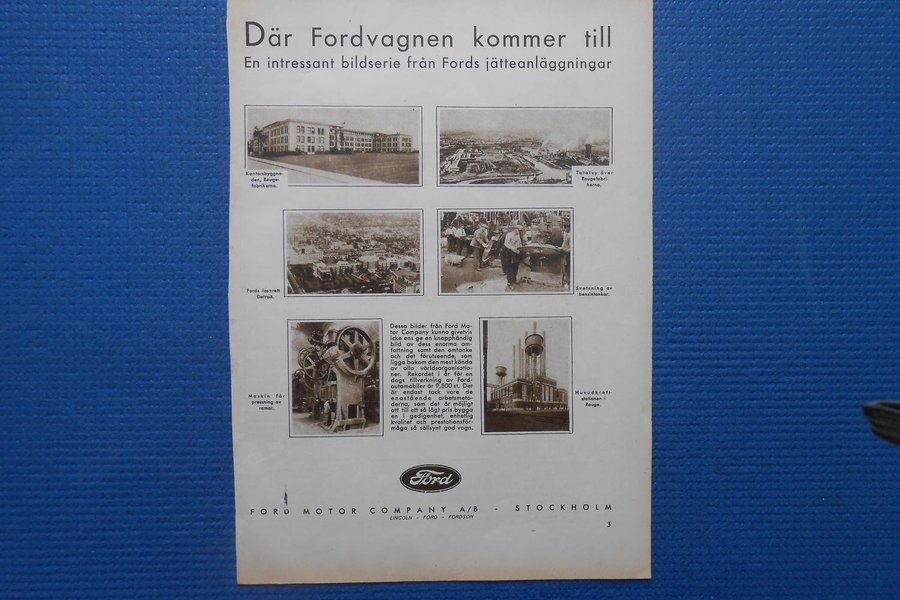 Där Fordvagnen kommer till
En intressant bildserie från Fords jätteanläggningar
Kontorsbyggna-
den, Rouge-
fabrikerna.
Totalvy över
Rougefabri-
kerna.
Fords lasarett
Detroit.
Svetsning av
bensintankar.
Maskin för
pressning av
ramar.
Dessa bilder från Ford Mo-
tor Company kunna givetvis
icke ens ge en knapphändig
bild av dess enorma om-
fattning samt den omtanke
och det förutseende, som
ligga bakom den mest kända
av alla världsorganisatio-
ner. Rekordet i år för en
dags tillverkning av Ford-
automobiler är 9,500 st. Det
är endast tack vare de
enastående arbetsmeto-
derna, som det är möjligt
att till ett så lågt pris bygga
en i gedigenhet, enhetlig
kvalitet och prestationsför-
måga så sällsynt god vagn.
Huvudkraft-
stationen i
Rouge.
Ford
FORD MOTOR COMPANY A/B - STOCKHOLM
LINCOLN - FORD - FORDSON
3